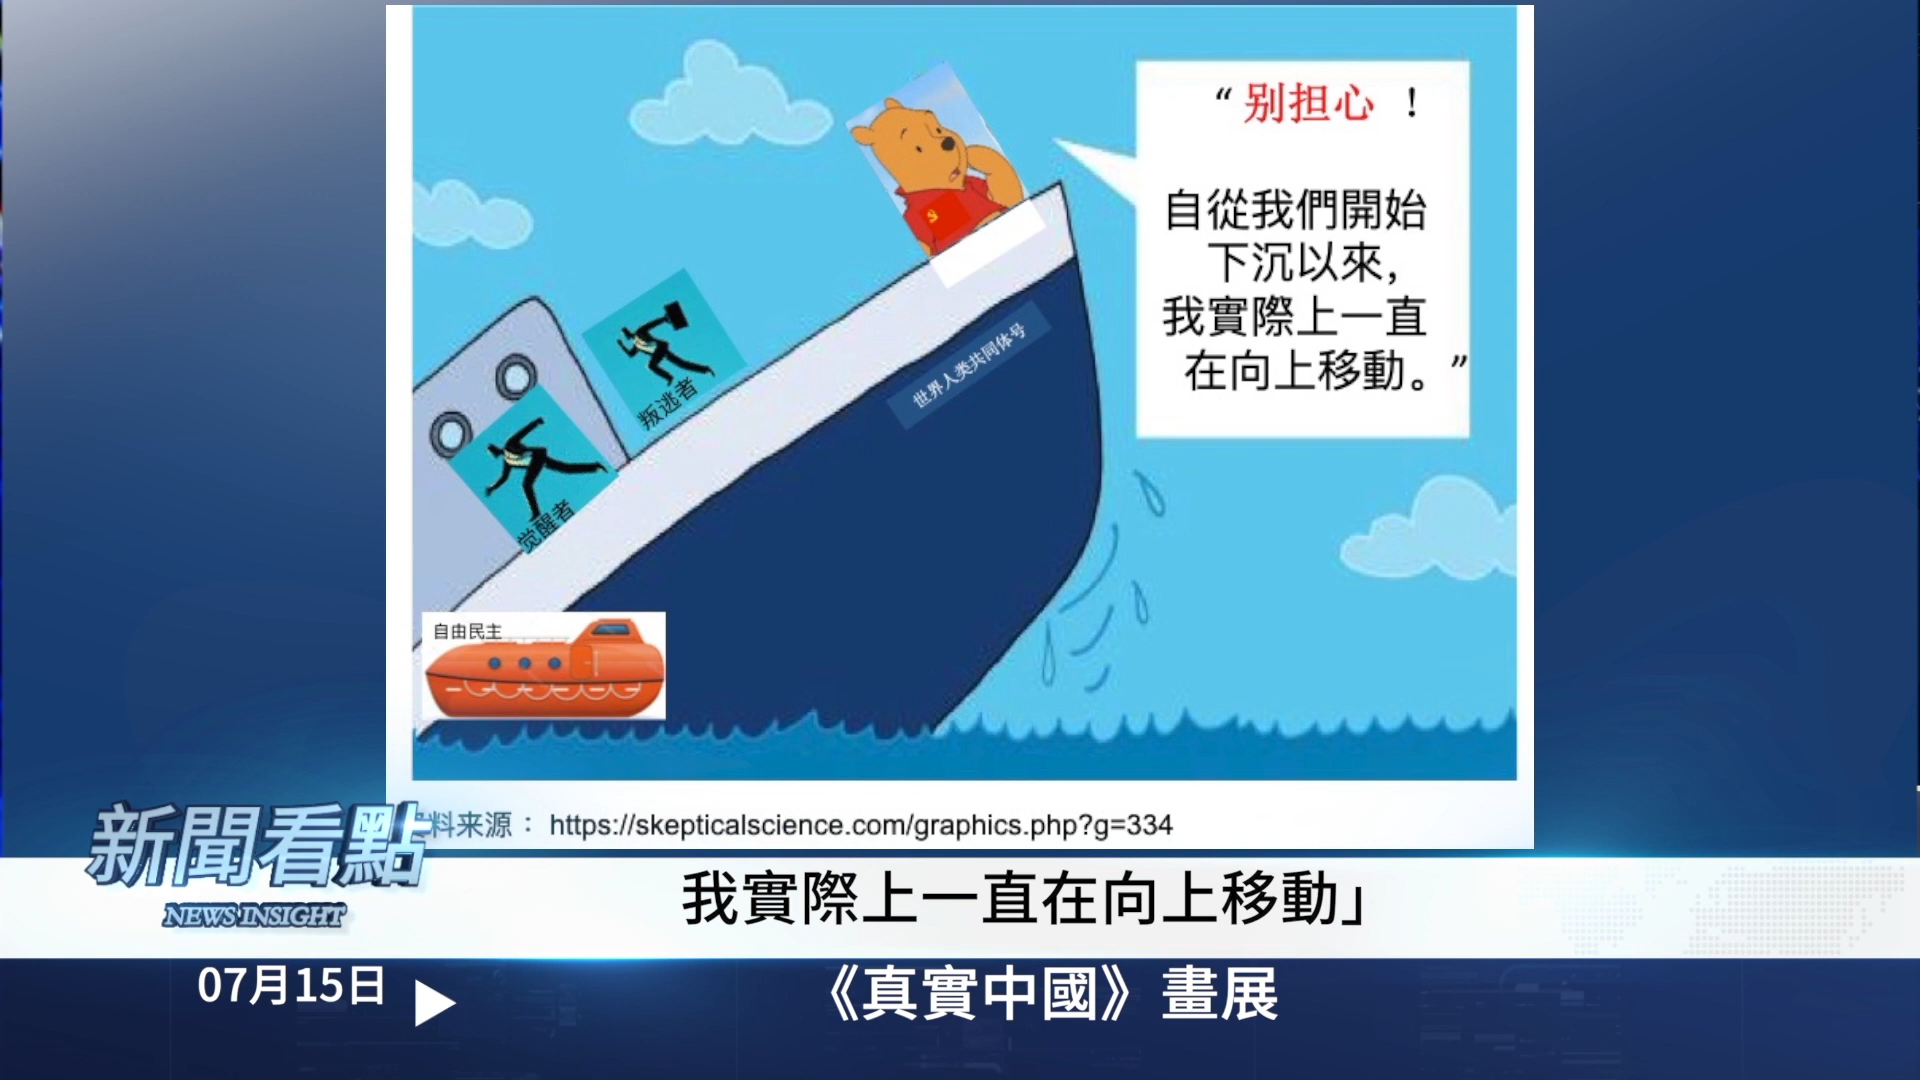 “别担心 ！
自從我們開始
下沉以來，
我實際上一直
在向上移動。”
世界人类共同体号
叛逃者
觉醒者
自由民主
料来源： https://skepticalscience.com/graphics.php?g=334
新聞看點
NEWS INSIGHT
我實際上一直在向上移動」
07月15日
《真實中國》畫展